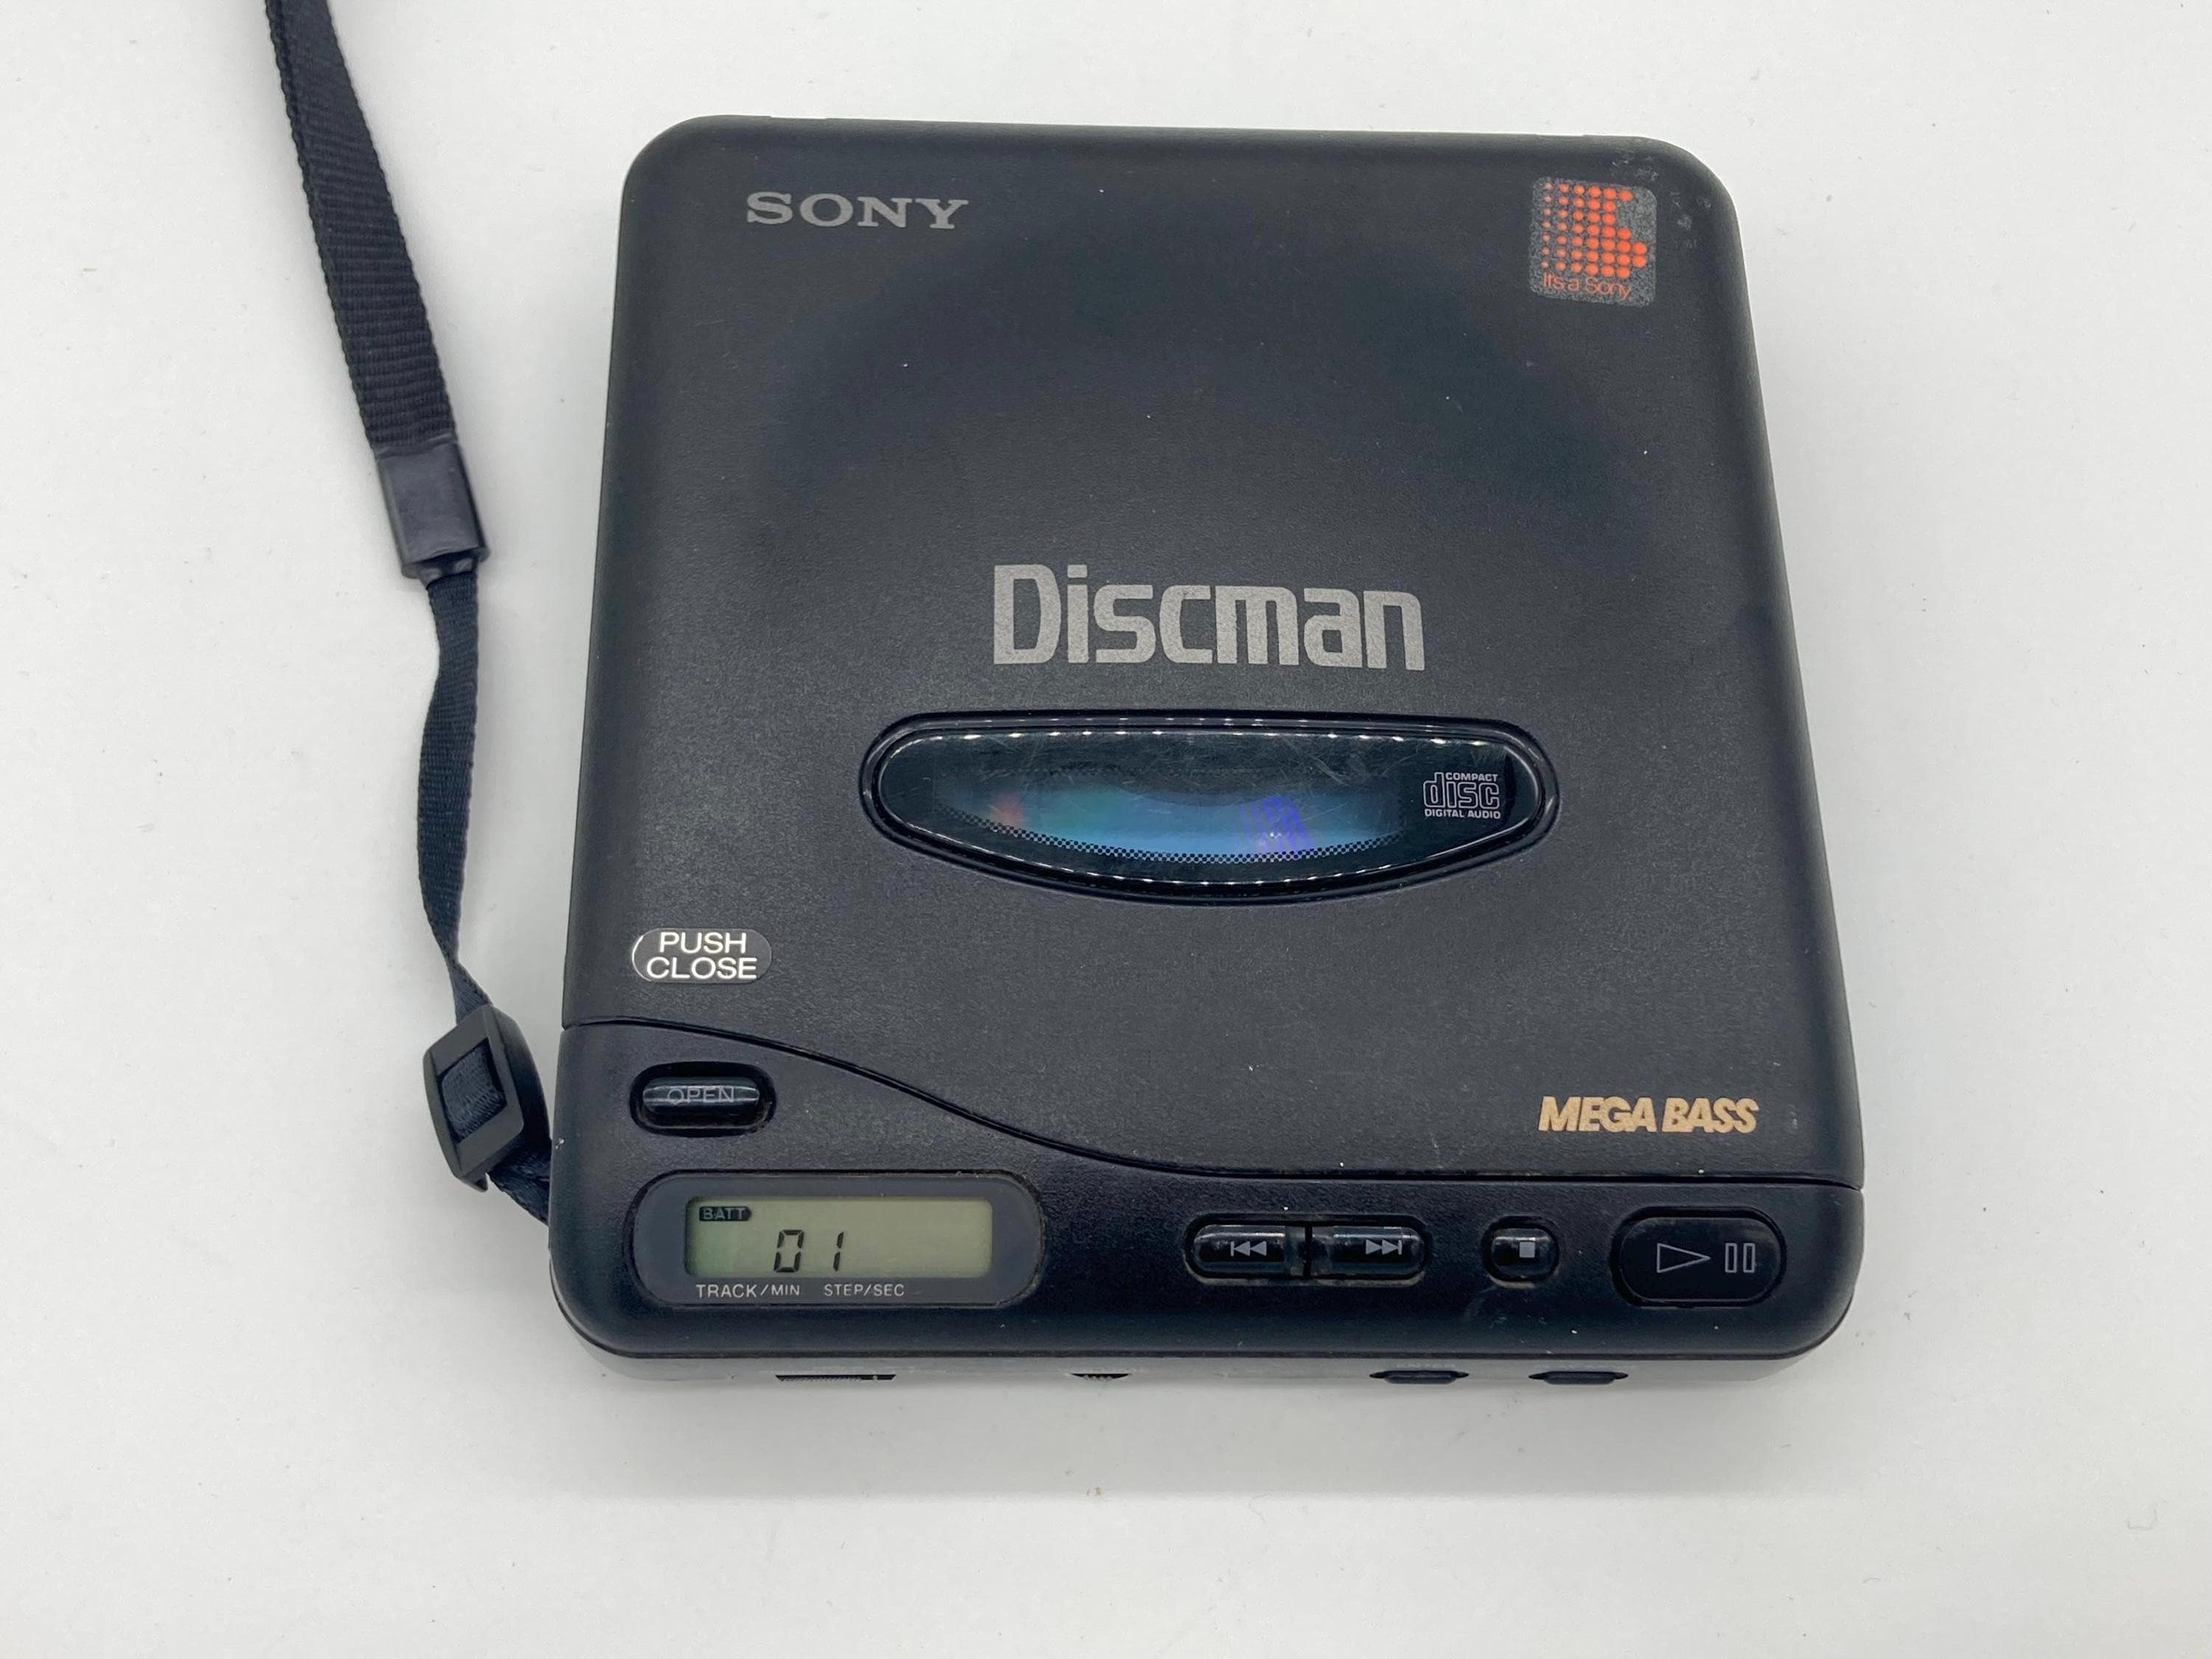 SONY
It's a Sony
Discman
COMPACT
disc
DIGITAL AUDIO
PUSH
CLOSE
OPEN
MEGA BASS
BATT
01
TRACK/MIN STEP/SEC